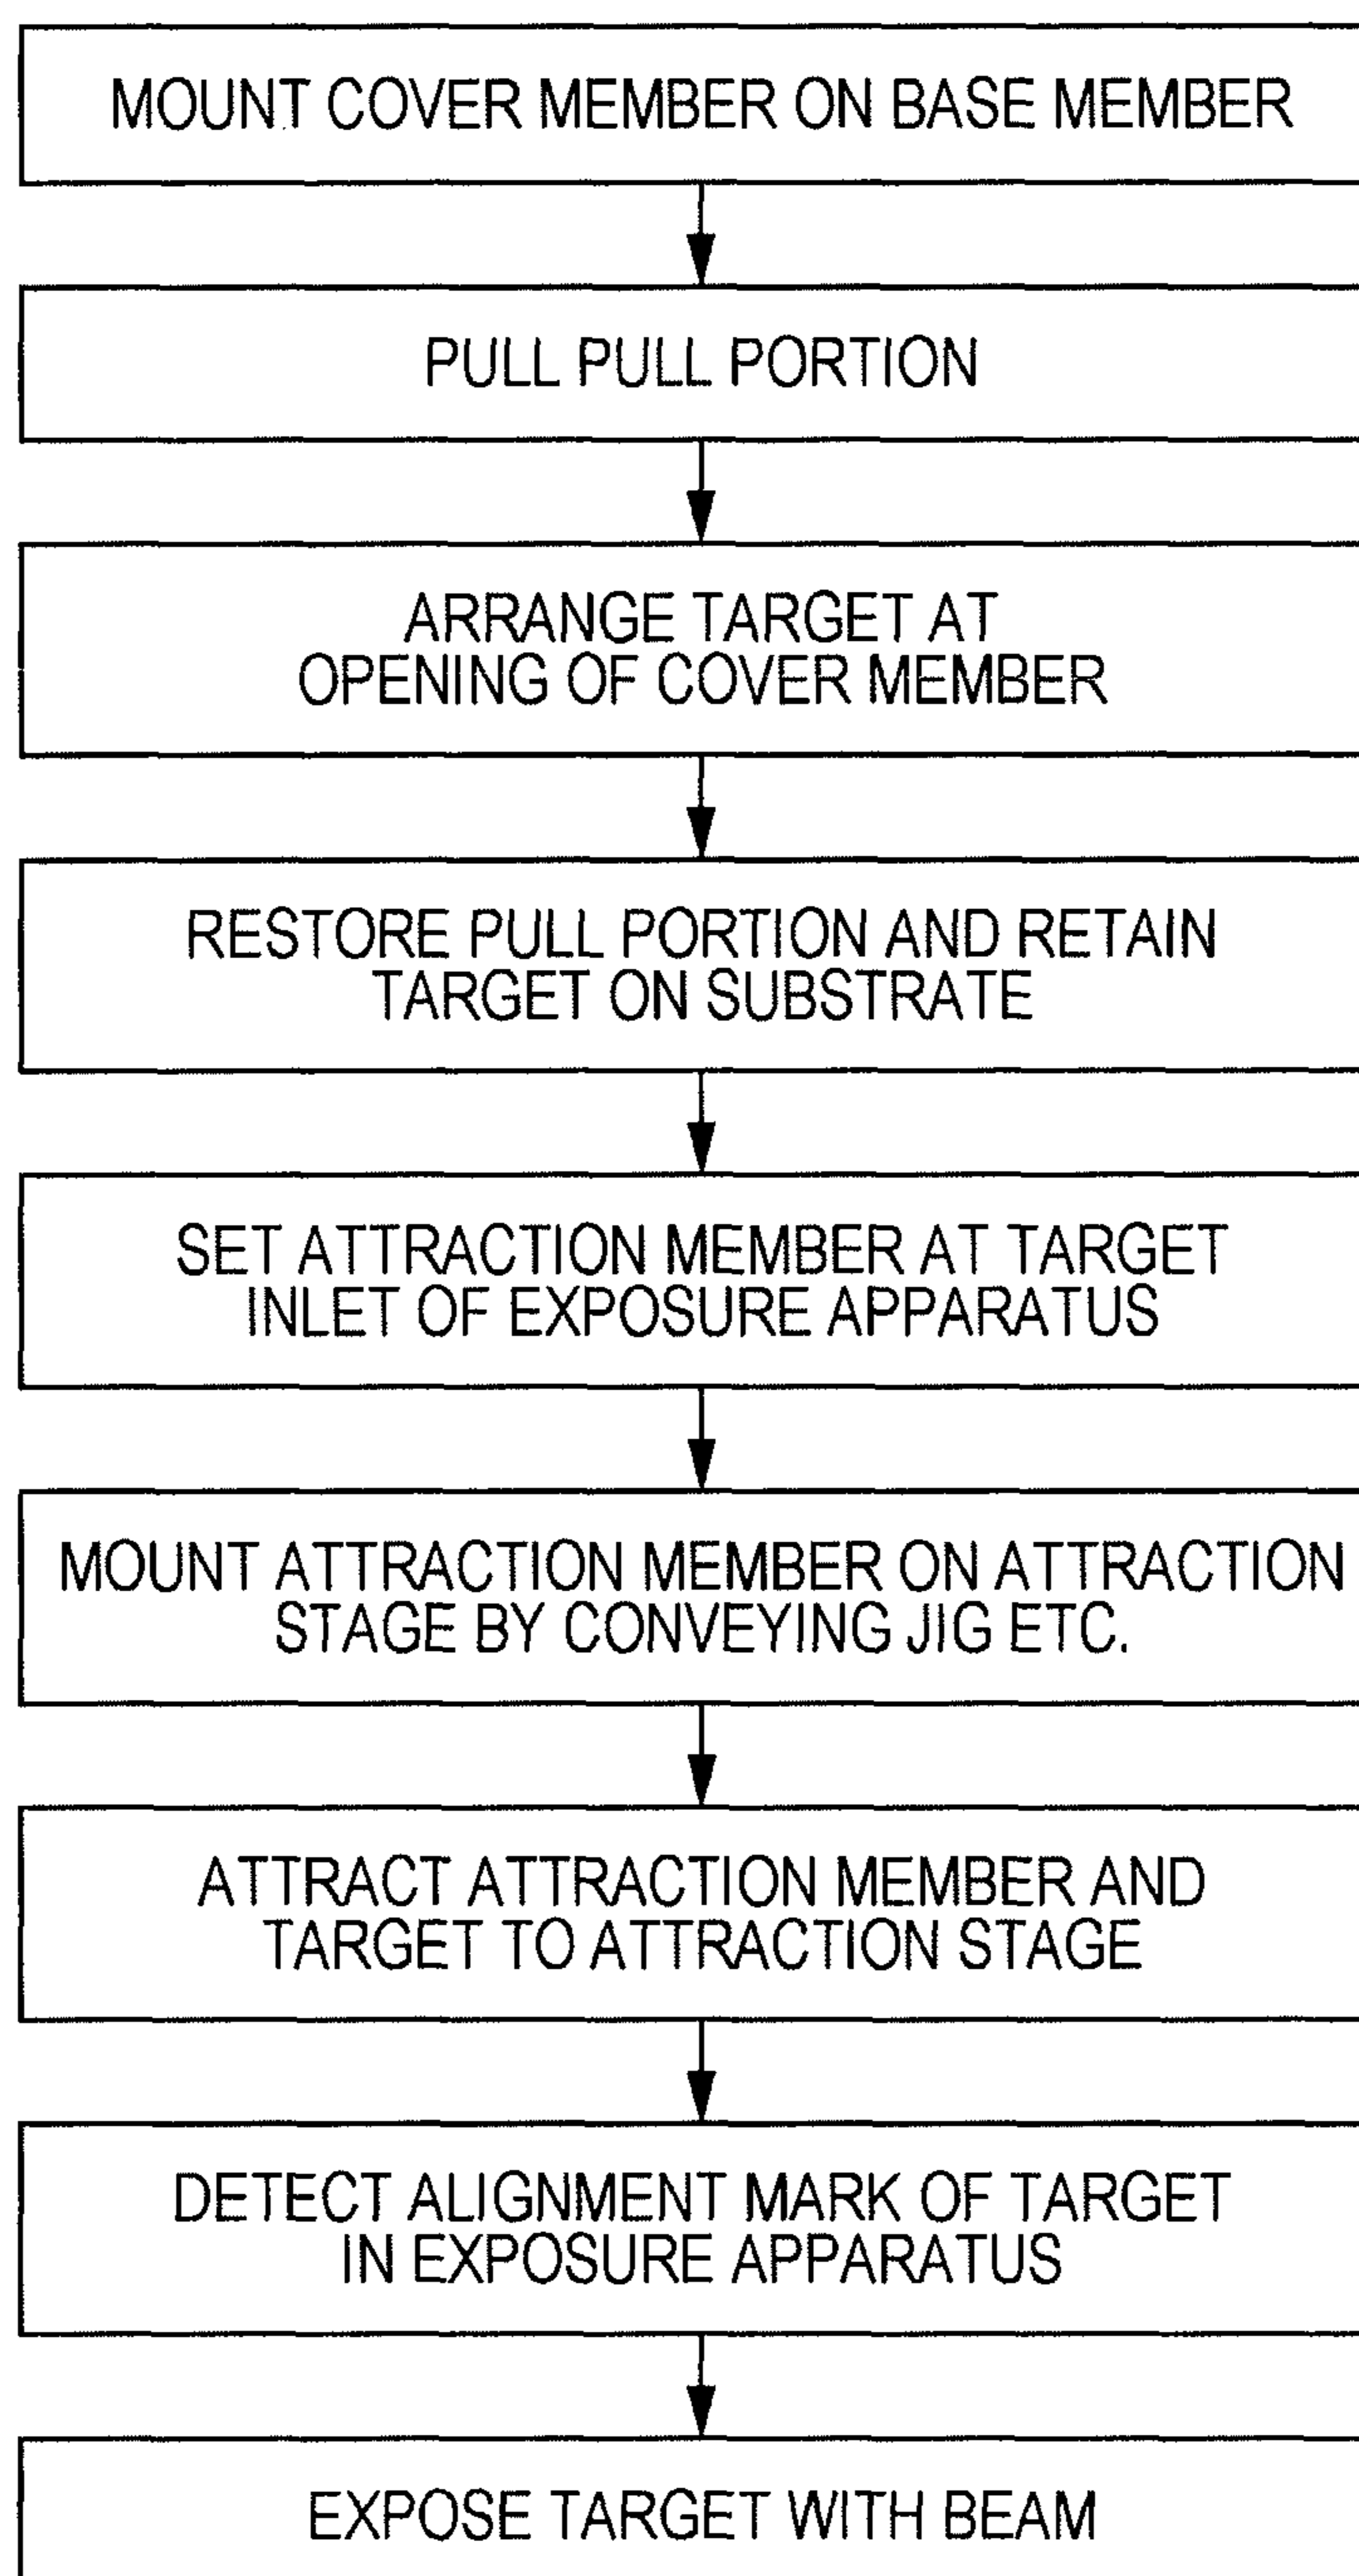 MOUNT COVER MEMBER ON BASE MEMBER
PULL PULL PORTION
ARRANGE TARGET AT
OPENING OF COVER MEMBER
RESTORE PULL PORTION AND RETAIN
TARGET ON SUBSTRATE
SET ATTRACTION MEMBER AT TARGET
INLET OF EXPOSURE APPARATUS
MOUNT ATTRACTION MEMBER ON ATTRACTION
STAGE BY CONVEYING JIG ETC.
ATTRACT ATTRACTION MEMBER AND
TARGET TO ATTRACTION STAGE
DETECT ALIGNMENT MARK OF TARGET
IN EXPOSURE APPARATUS
EXPOSE TARGET WITH BEAM